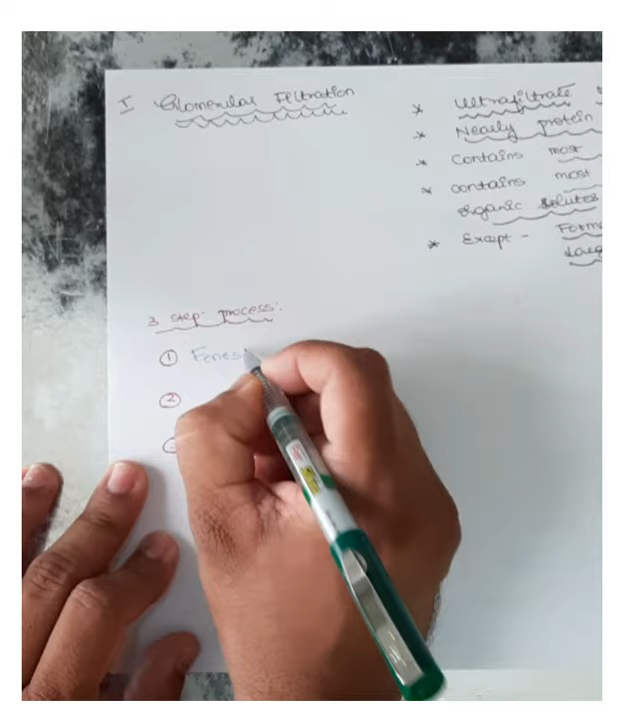 I Glomerular Filtration
* Ultrafiltrate
* Nearly protein
* Contains most
* contains most
organic solutes
* Except - Form
Larg
3 step process:
1 Fenes
2